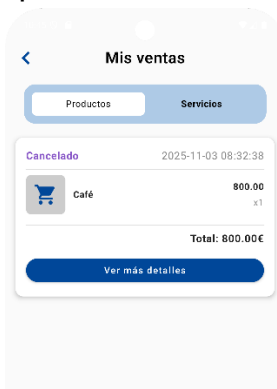 Mis ventas
Productos Servicios
Cancelado 2025-11-03 08:32:38
Café 800.00
x1
Total: 800.00€
Ver más detalles